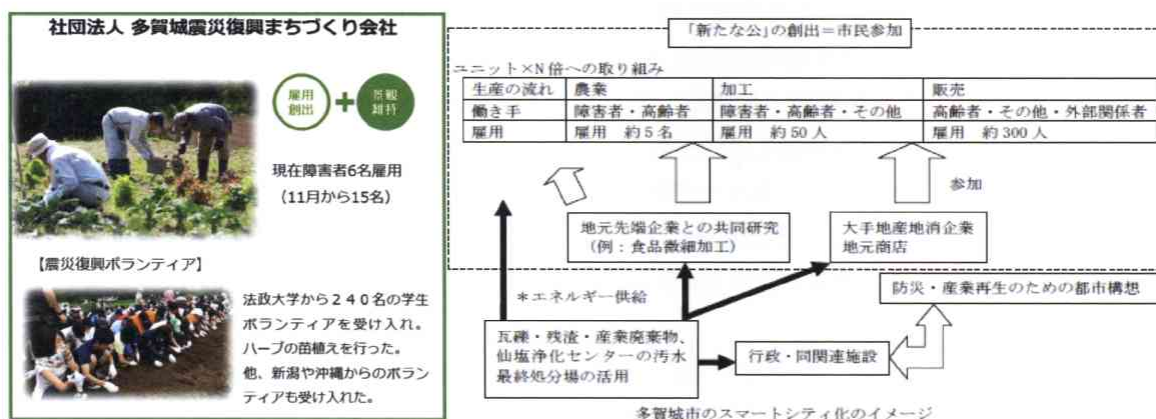 社団法人 多賀城震災復興まちづくり会社
雇用
創出
+
景観
維持
現在障害者6名雇用
(11月から15名)
【震災復興ボランティア】
法政大学から２４０名の学生
ボランティアを受け入れ。
ハーブの苗植えを行った。
他、新潟や沖縄からのボラン
ティアも受け入れた。
「新たな公」の創出＝市民参加
ユニット×N倍への取り組み
生産の流れ 農業 加工 販売
働き手 障害者・高齢者 障害者・高齢者・その他 高齢者・その他・外部関係者
雇用 雇用 約５名 雇用 約50人 雇用 約300人
参加
地元先端企業との共同研究
（例：食品微細加工）
大手地産地消企業
地元商店
＊エネルギー供給
防災・産業再生のための都市構想
瓦礫・残渣・産業廃棄物、
仙塩浄化センターの汚水
最終処分場の活用
行政・同関連施設
多賀城市のスマートシティ化のイメージ